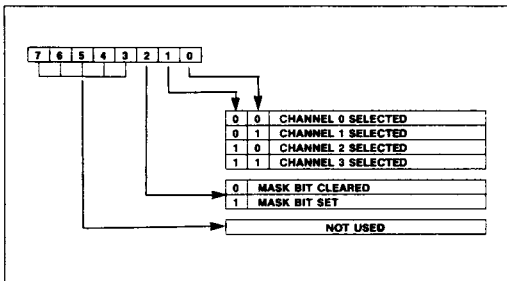 7 6 5 4 3 2 1 0
0 0 CHANNEL 0 SELECTED
0 1 CHANNEL 1 SELECTED
1 0 CHANNEL 2 SELECTED
1 1 CHANNEL 3 SELECTED
0 MASK BIT CLEARED
1 MASK BIT SET
NOT USED